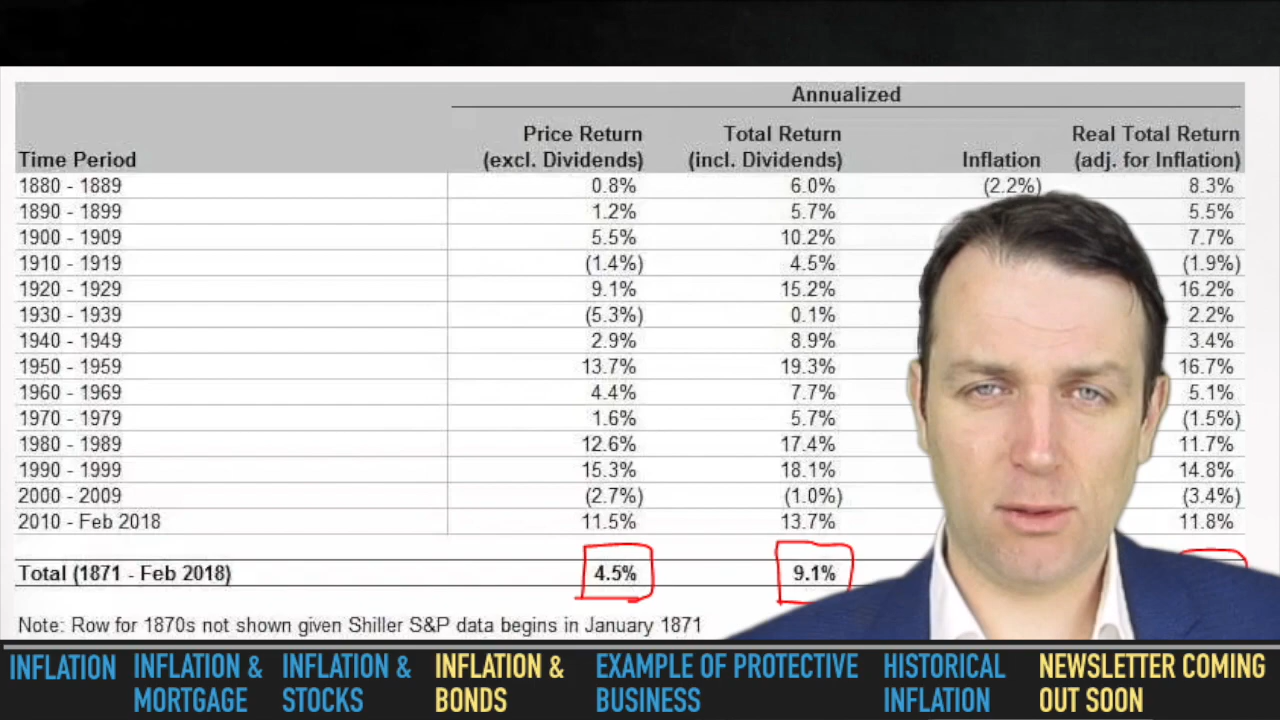 Annualized
Price Return Total Return Real Total Return
Time Period (excl. Dividends) (incl. Dividends) Inflation (adj. for Inflation)
1880 - 1889 0.8% 6.0% (2.2%) 8.3%
1890 - 1899 1.2% 5.7% 5.5%
1900 - 1909 5.5% 10.2% 7.7%
1910 - 1919 (1.4%) 4.5% (1.9%)
1920 - 1929 9.1% 15.2% 16.2%
1930 - 1939 (5.3%) 0.1% 2.2%
1940 - 1949 2.9% 8.9% 3.4%
1950 - 1959 13.7% 19.3% 16.7%
1960 - 1969 4.4% 7.7% 5.1%
1970 - 1979 1.6% 5.7% (1.5%)
1980 - 1989 12.6% 17.4% 11.7%
1990 - 1999 15.3% 18.1% 14.8%
2000 - 2009 (2.7%) (1.0%) (3.4%)
2010 - Feb 2018 11.5% 13.7% 11.8%
Total (1871 - Feb 2018) 4.5% 9.1%
Note: Row for 1870s not shown given Shiller S&P data begins in January 1871
INFLATION INFLATION & INFLATION & INFLATION & EXAMPLE OF PROTECTIVE HISTORICAL NEWSLETTER COMING
MORTGAGE STOCKS BONDS BUSINESS INFLATION OUT SOON